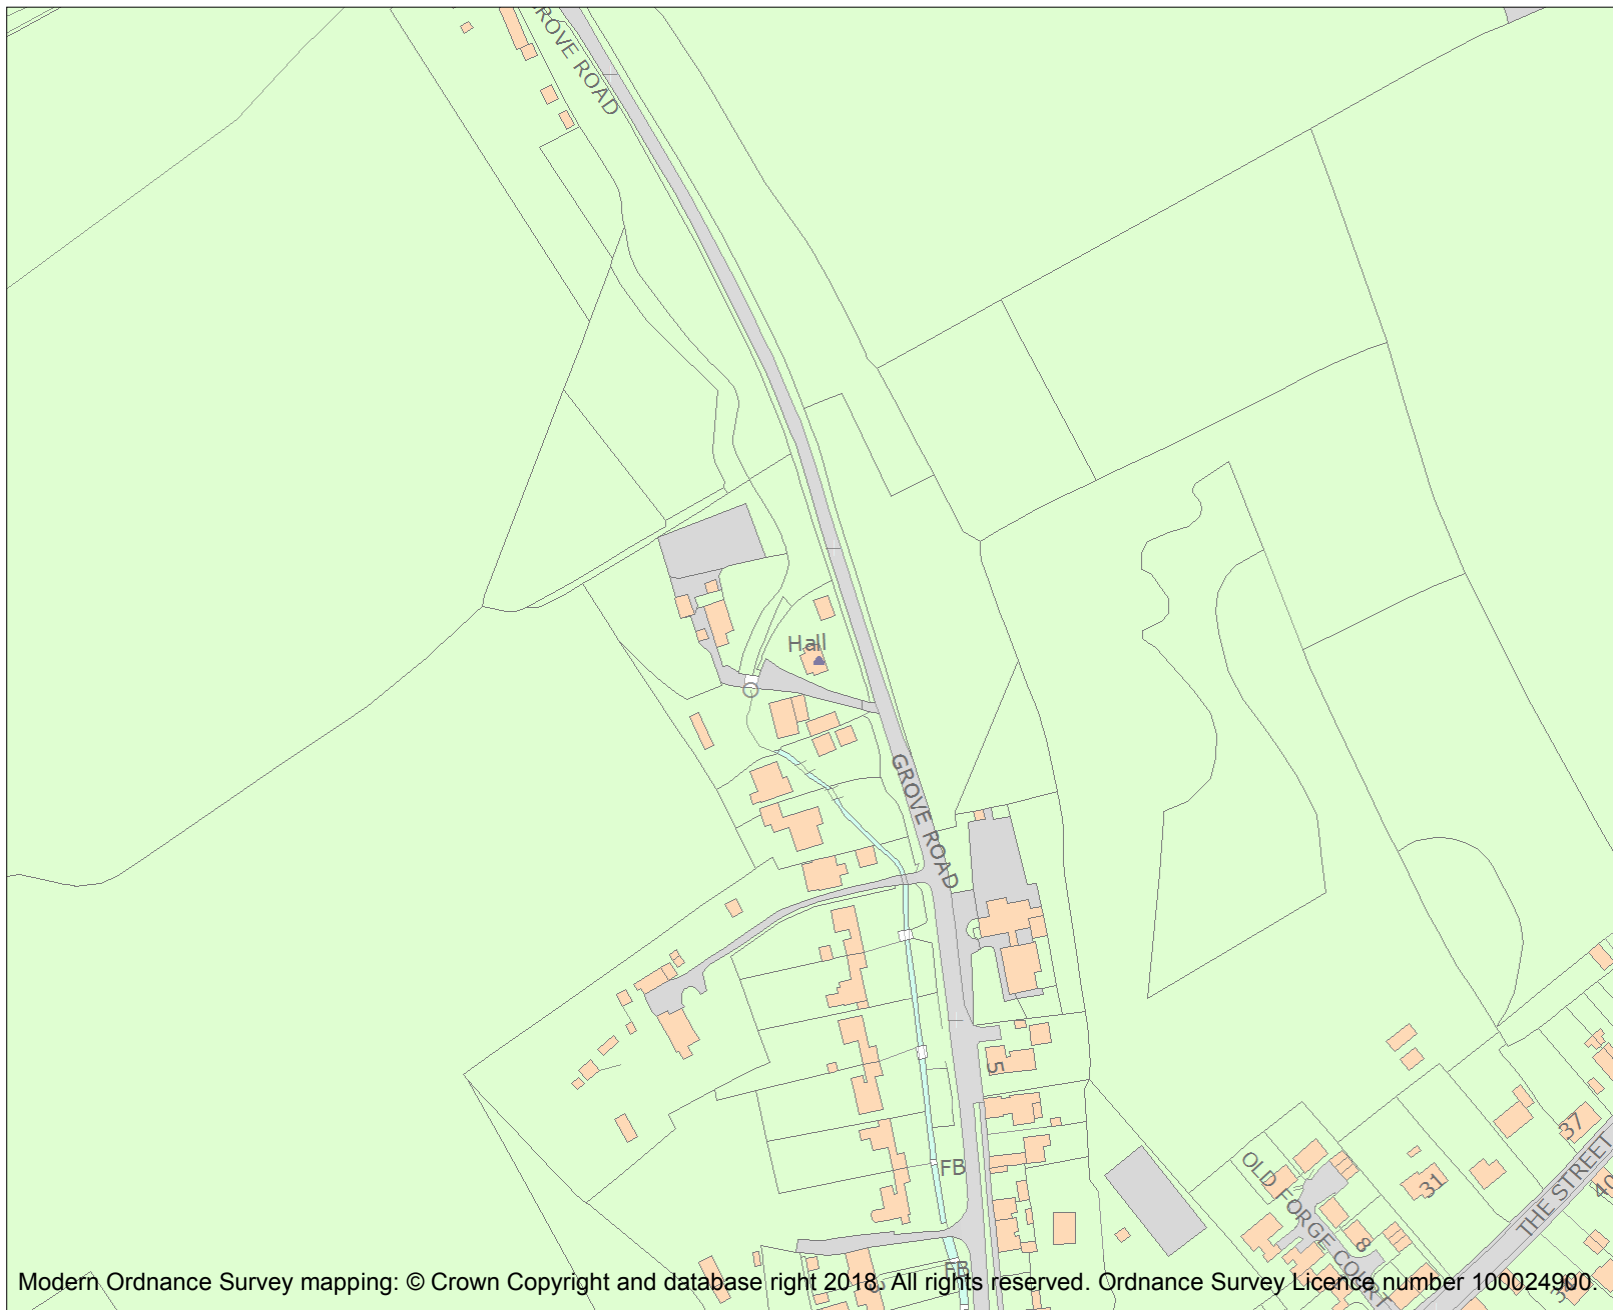 GROVE ROAD
Hall
GROVE ROAD
5
FB
37
THE STREET
40
31
OLD FORGE COURT
8
FB
Modern Ordnance Survey mapping: © Crown Copyright and database right 2018. All rights reserved. Ordnance Survey Licence number 100024900.